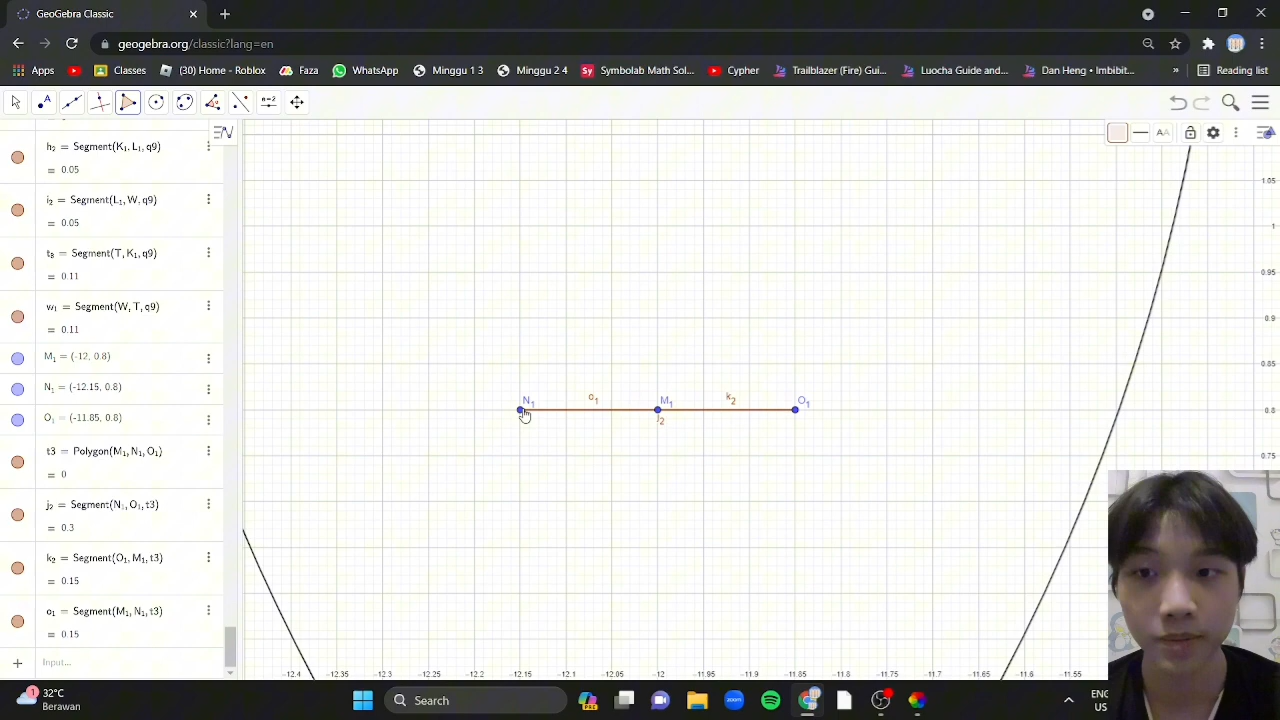 GeoGebra Classic
geogebra.org/classic?lang=en
Apps
Classes
(30) Home - Roblox
Faza
WhatsApp
Minggu 1 3
Minggu 2 4
Sy
Symbolab Math Sol...
Cypher
Trailblazer (Fire) Gui...
Luocha Guide and...
Dan Heng • Imbibit...
»
Reading list
n=2
AA
h₂ = Segment(K₁, L₁, q9)
= 0.05
i₂ = Segment(L₁, W, q9)
= 0.05
t₈ = Segment(T, K₁, q9)
= 0.11
w₁ = Segment(W, T, q9)
= 0.11
M₁ = (-12, 0.8)
N₁ = (-12.15, 0.8)
O₁ = (-11.85, 0.8)
t3 = Polygon(M₁, N₁, O₁)
= 0
j₂ = Segment(N₁, O₁, t3)
= 0.3
k₂ = Segment(O₁, M₁, t3)
= 0.15
o₁ = Segment(M₁, N₁, t3)
= 0.15
Input...
1.05
1
0.95
0.9
0.85
0.8
0.75
o₁
k₂
N₁
M₁
O₁
j₂
-12.4
-12.35
-12.3
-12.25
-12.2
-12.15
-12.1
-12.05
-12
-11.95
-11.9
-11.85
-11.8
-11.75
-11.7
-11.65
-11.6
-11.55
1
32°C
Berawan
Search
PRE
zoom
ENG
US